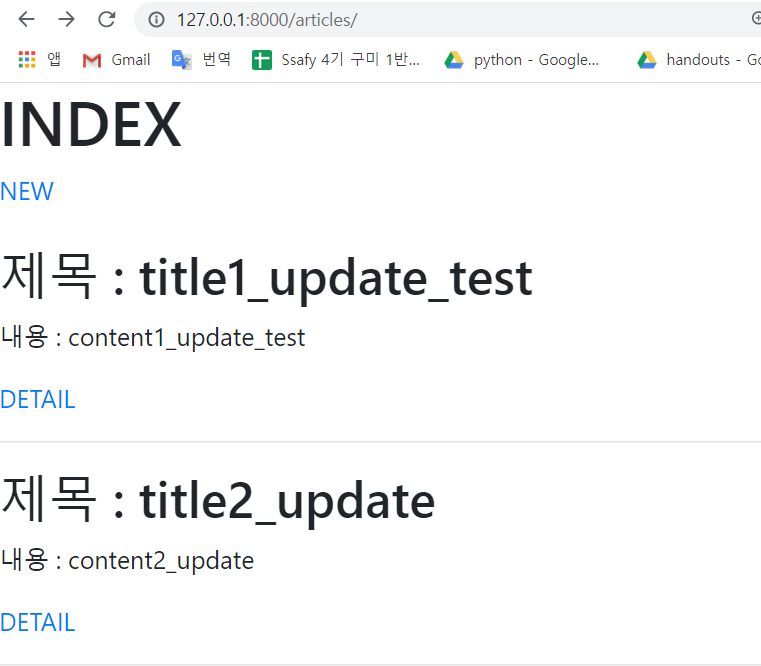 127.0.0.1:8000/articles/
앱 Gmail 번역 Ssafy 4기 구미 1반... python - Google... handouts - Go
INDEX
NEW
제목 : title1_update_test
내용 : content1_update_test
DETAIL
제목 : title2_update
내용 : content2_update
DETAIL